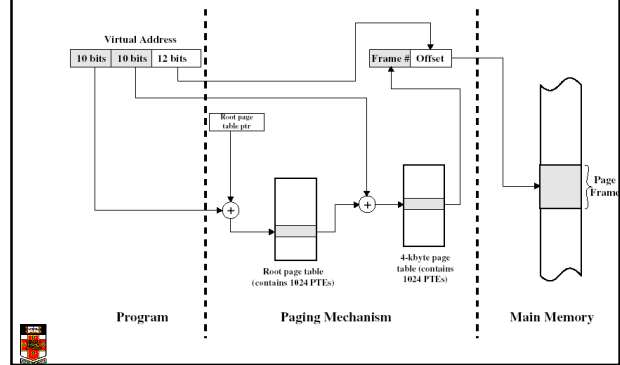 Virtual Address
10 bits 10 bits 12 bits
Frame # Offset
Root page
table ptr
+
+
Page
Frame
Root page table
(contains 1024 PTEs)
4-kbyte page
table (contains
1024 PTEs)
Program
Paging Mechanism
Main Memory